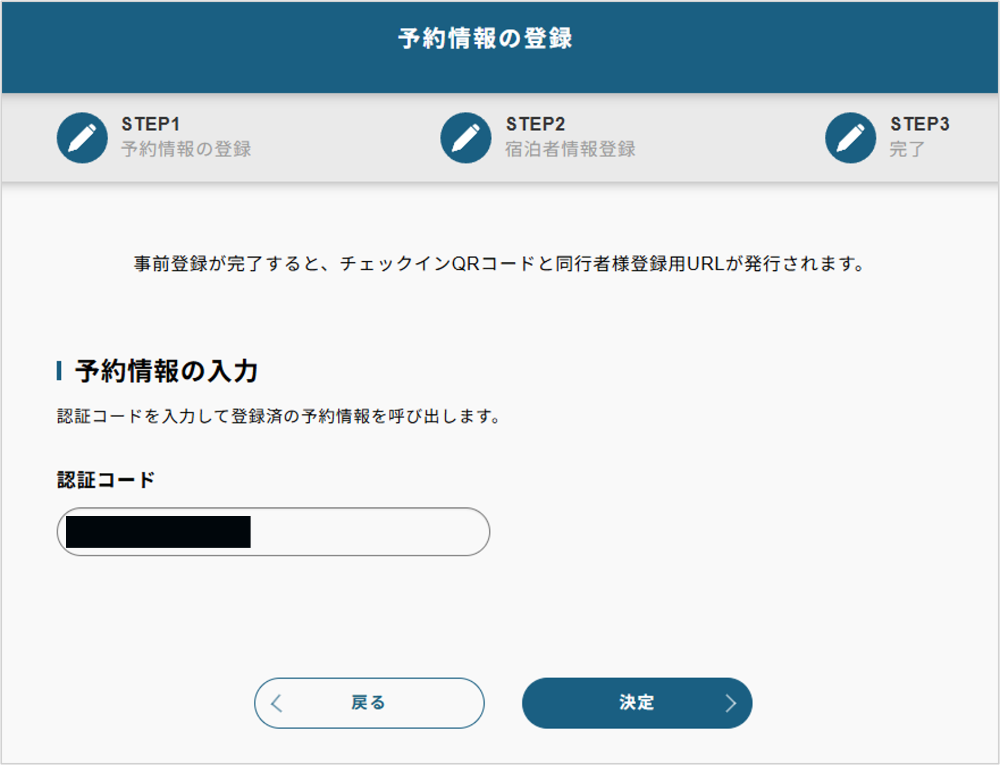 予約情報の登録
STEP1
予約情報の登録
STEP2
宿泊者情報登録
STEP3
完了
事前登録が完了すると、チェックインQRコードと同行者様登録用URLが発行されます。
予約情報の入力
認証コードを入力して登録済の予約情報を呼び出します。
認証コード
戻る
決定